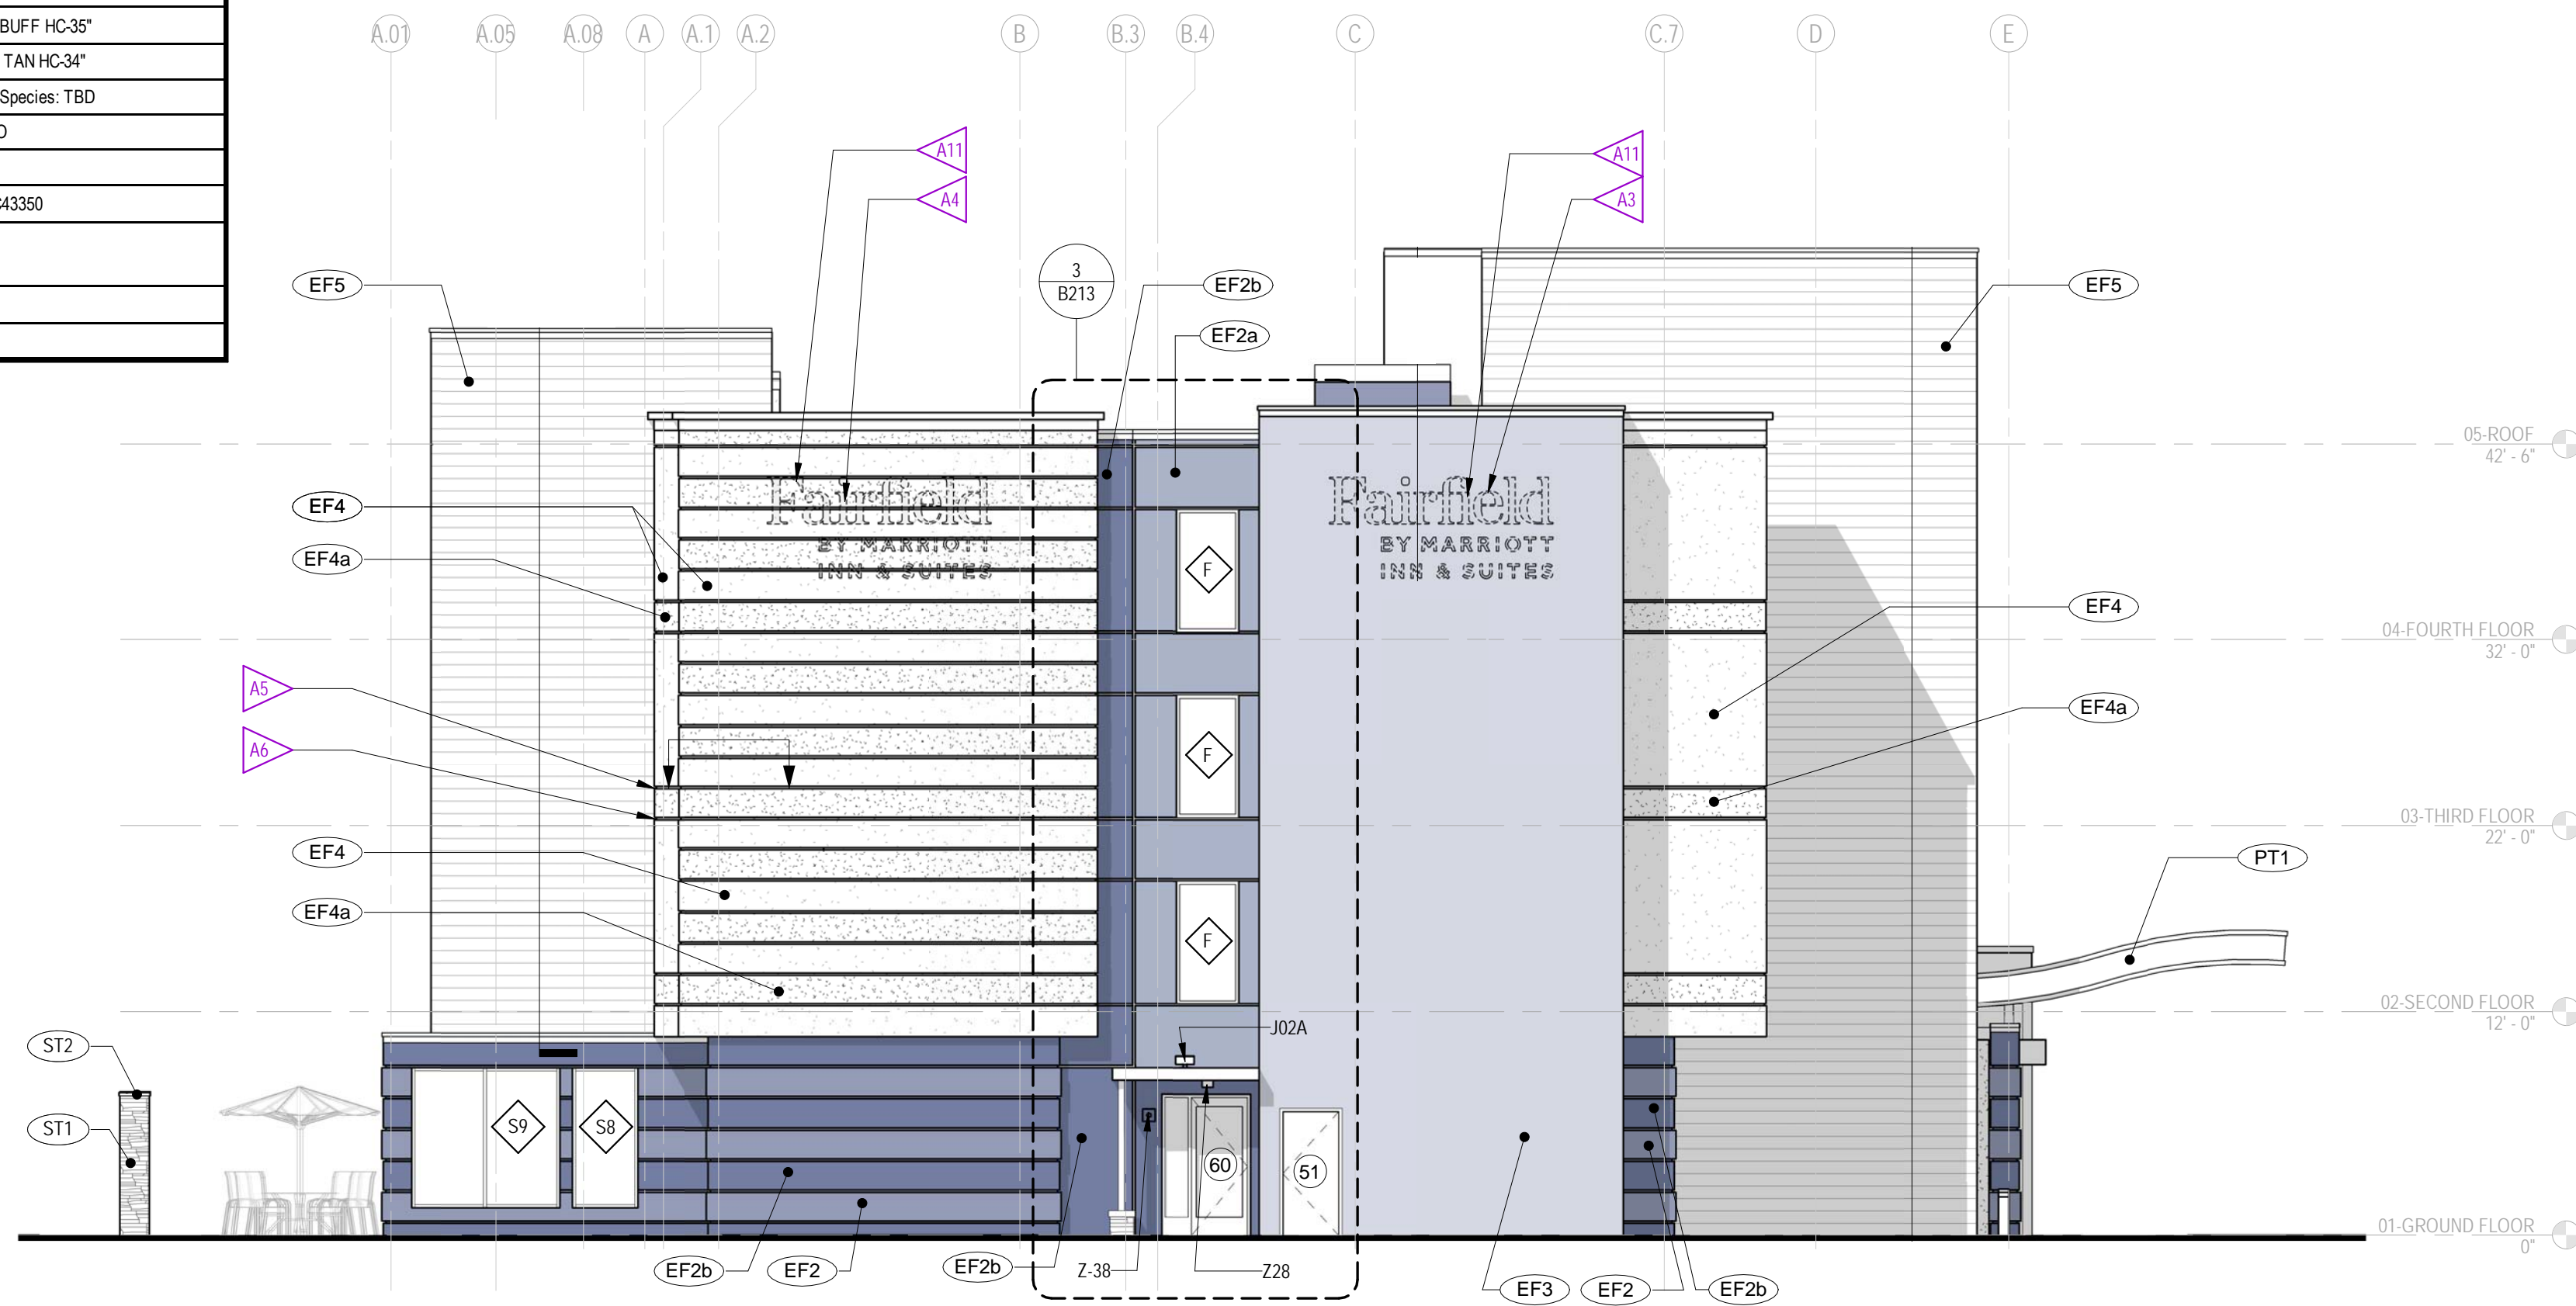 BUFF HC-35"
TAN HC-34"
Species: TBD
43350
A.01
A.05
A.08
A
A.1
A.2
B
B.3
B.4
C
C.7
D
E
A11
A4
A11
A3
3
B213
EF5
EF2b
EF2a
EF5
05-ROOF
42' - 6"
Fairfield
BY MARRIOTT
INN & SUITES
Fairfield
BY MARRIOTT
INN & SUITES
EF4
EF4a
F
EF4
04-FOURTH FLOOR
32' - 0"
A5
A6
F
EF4a
03-THIRD FLOOR
22' - 0"
EF4
EF4a
PT1
F
02-SECOND FLOOR
12' - 0"
J02A
ST2
ST1
S9
S8
60
51
01-GROUND FLOOR
0"
EF2b
EF2
EF2b
Z-38
Z28
EF3
EF2
EF2b